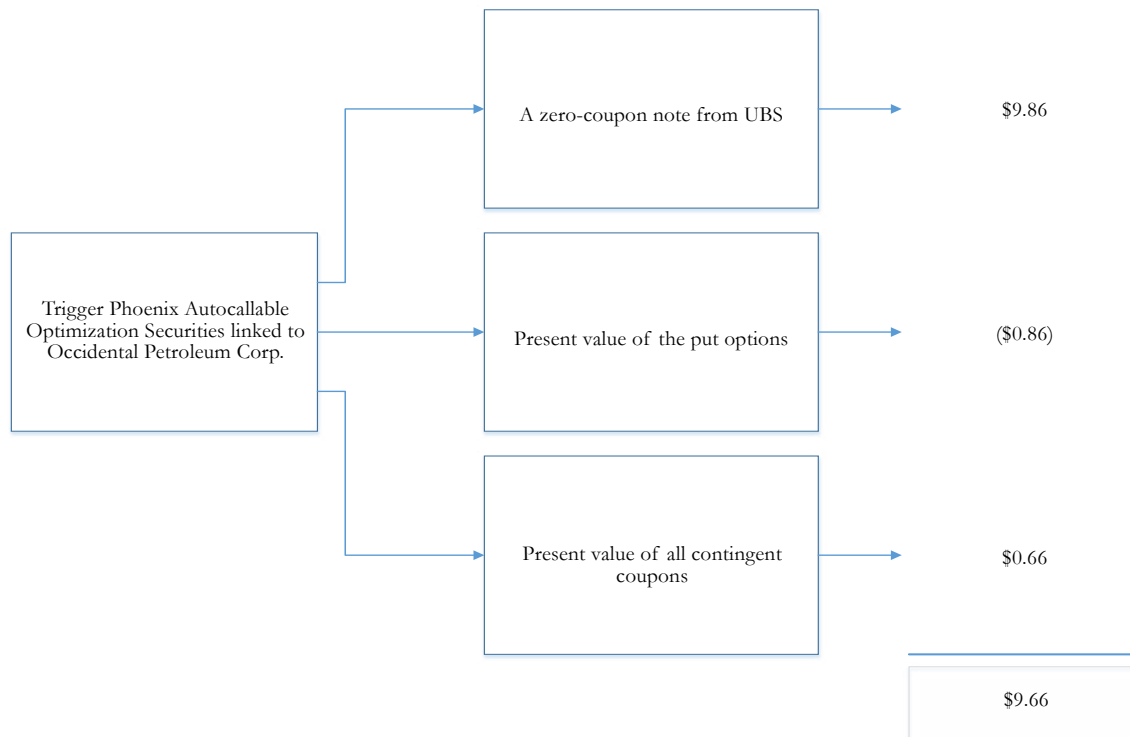 A zero-coupon note from UBS
$9.86
Trigger Phoenix Autocallable
Optimization Securities linked to
Occidental Petroleum Corp.
Present value of the put options
($0.86)
Present value of all contingent
coupons
$0.66
$9.66